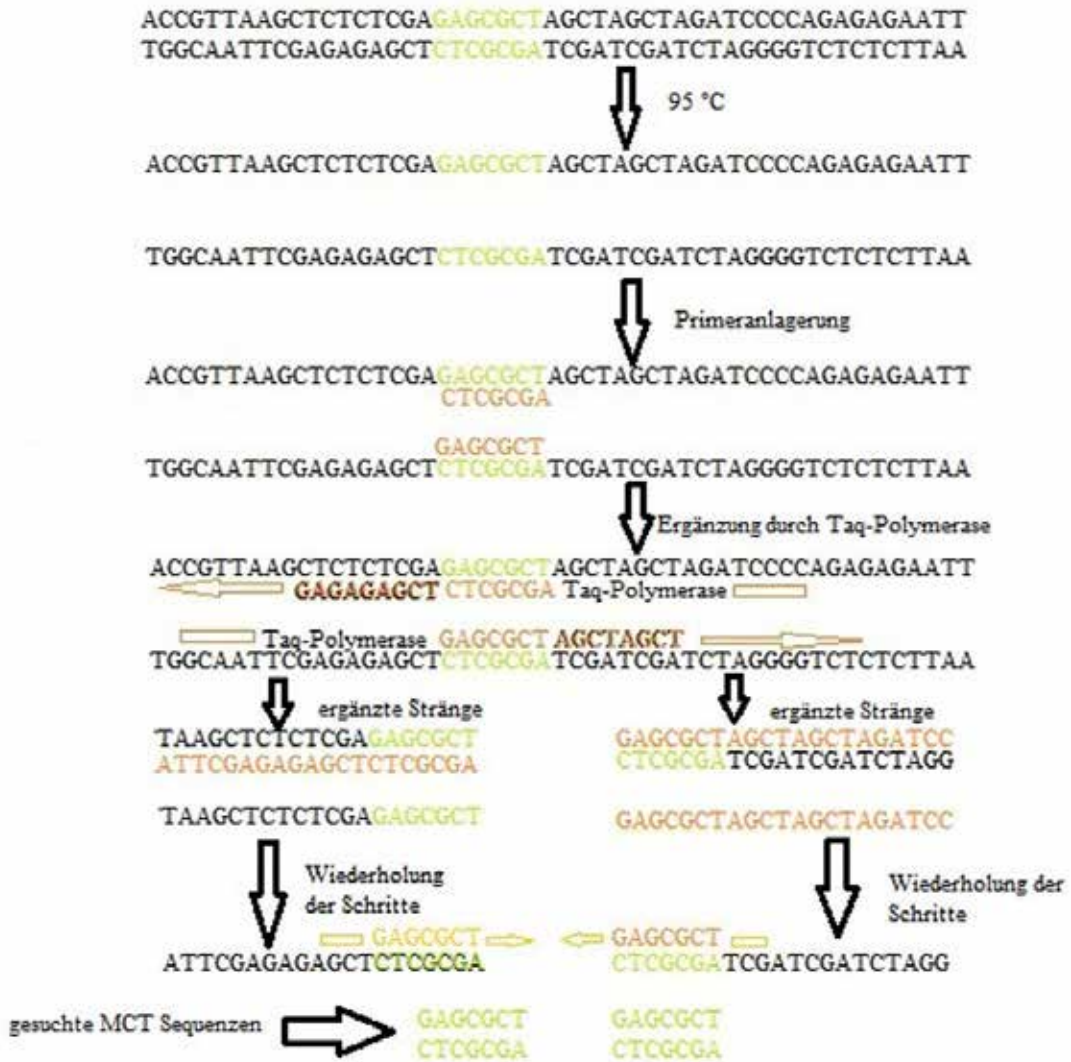 ACCGTTAAGCTCTCTCGAGAGCGCTAGCTAGCTAGATCCCCAGAGAGAATT
TGGCAATTCGAGAGAGCTCTCGCGATCGATCGATCTAGGGGTCTCTCTTAA
95 °C
ACCGTTAAGCTCTCTCGAGAGCGCTAGCTAGCTAGATCCCCAGAGAGAATT
TGGCAATTCGAGAGAGCTCTCGCGATCGATCGATCTAGGGGTCTCTCTTAA
Primeranlagerung
ACCGTTAAGCTCTCTCGAGAGCGCTAGCTAGCTAGATCCCCAGAGAGAATT
CTCGCGA
GAGCGCT
TGGCAATTCGAGAGAGCTCTCGCGATCGATCGATCTAGGGGTCTCTCTTAA
Ergänzung durch Taq-Polymerase
ACCGTTAAGCTCTCTCGAGAGCGCTAGCTAGCTAGATCCCCAGAGAGAATT
GAGAGAGCT CTCGCGA Taq-Polymerase
Taq-Polymerase GAGCGCT AGCTAGCT
TGGCAATTCGAGAGAGCTCTCGCGATCGATCGATCTAGGGGTCTCTCTTAA
ergänzte Stränge
TAAGCTCTCTCGAGAGCGCT
ATTCGAGAGAGCTCTCGCGA
TAAGCTCTCTCGAGAGCGCT
ergänzte Stränge
GAGCGCTAGCTAGCTAGATCC
CTCGCGATCGATCGATCTAGG
GAGCGCTAGCTAGCTAGATCC
Wiederholung
der Schritte
Wiederholung der
Schritte
GAGCGCT
ATTCGAGAGAGCTCTCGCGA
GAGCGCT
CTCGCGATCGATCGATCTAGG
gesuchte MCT Sequenzen
GAGCGCT
CTCGCGA
GAGCGCT
CTCGCGA